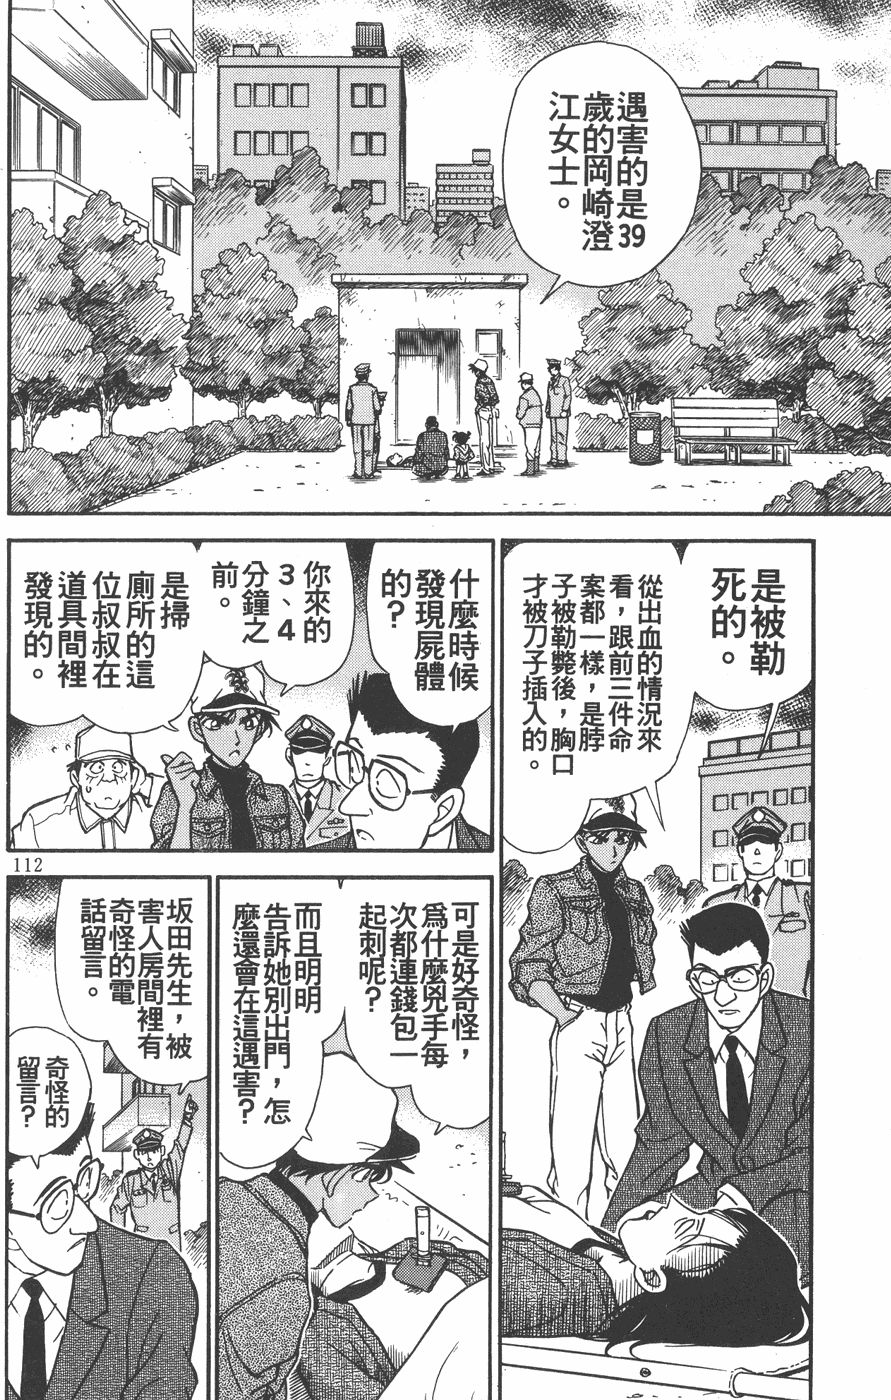 遇害的是39
歲的岡崎澄
江女士。
是被勒
死的。
從出血的情況來
看，跟前三件命
案都一樣，是脖
子被勒斃後，胸口
才被刀子插入的。
什麼時候
發現屍體
的？
你來的
3、4
分鐘之
前。
是掃
廁所的這
位叔叔在
道具間裡
發現的。
可是好奇怪，
為什麼兇手每
次都連錢包一
起刺呢？
而且明明
告訴她別出門，怎
麼還會在這遇害？
坂田先生，被
害人房間裡有
奇怪的電
話留言。
奇怪的
留言？
112